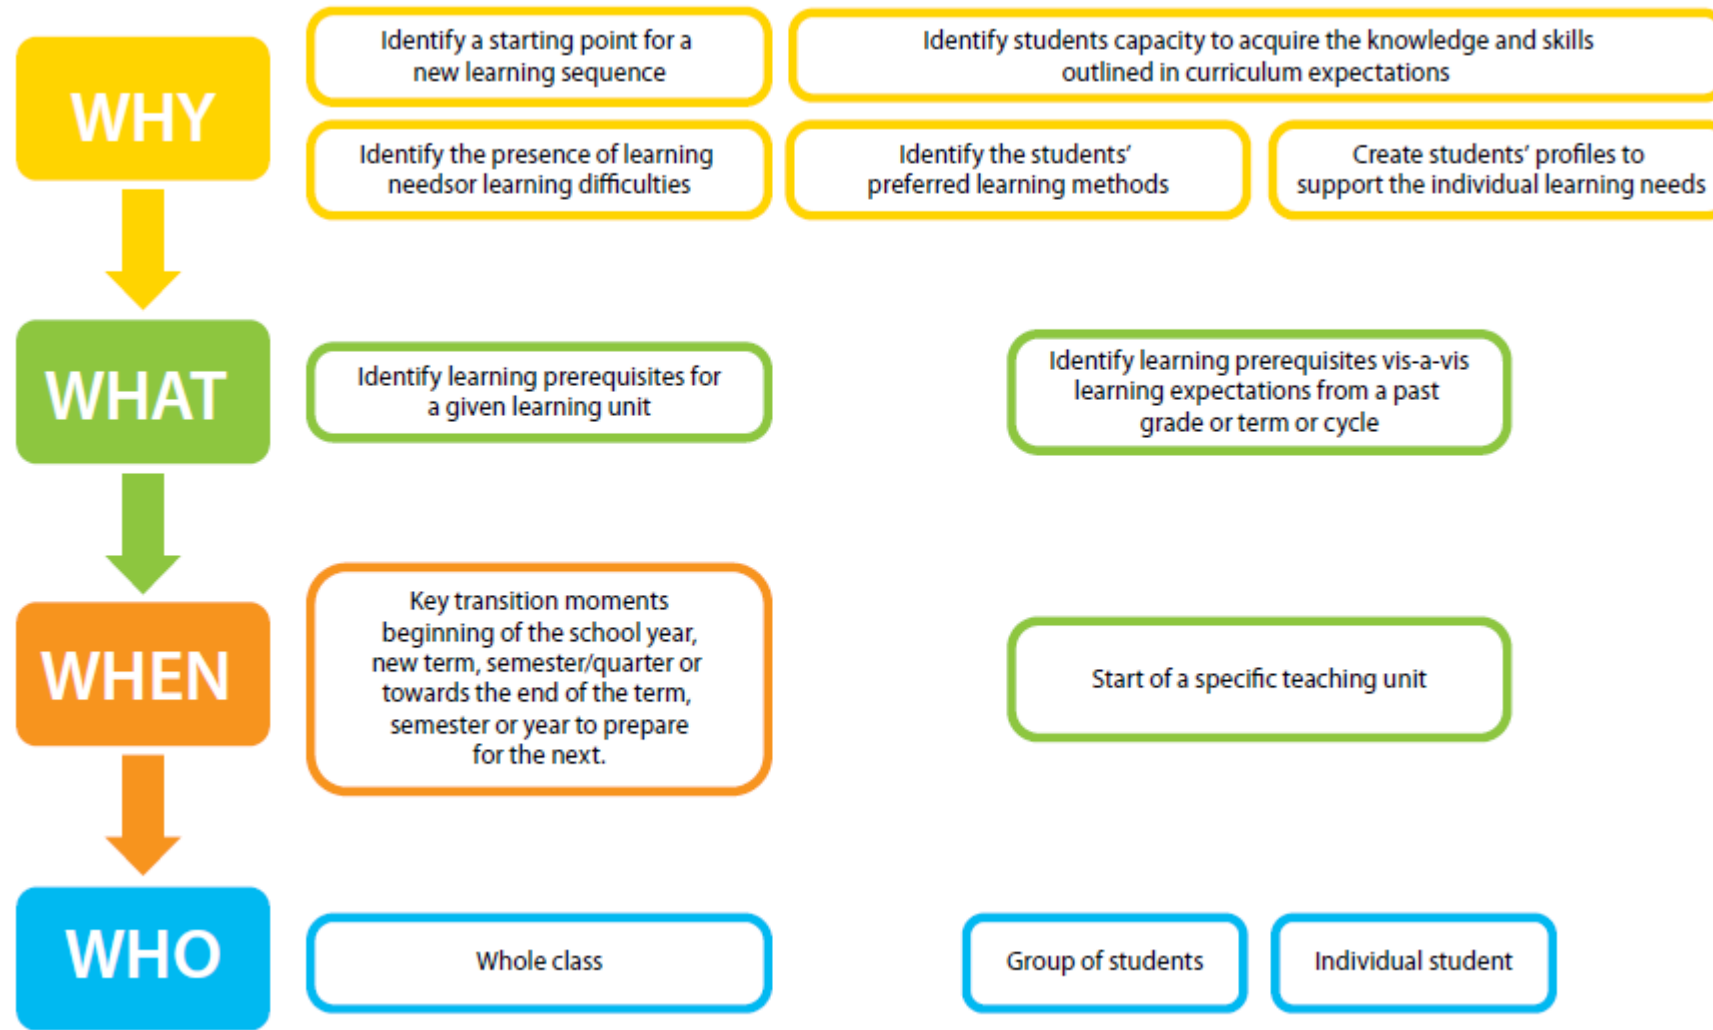 WHY
Identify a starting point for a
new learning sequence
Identify students capacity to acquire the knowledge and skills
outlined in curriculum expectations
Identify the presence of learning
needsor learning difficulties
Identify the students'
preferred learning methods
Create students' profiles to
support the individual learning needs
WHAT
Identify learning prerequisites for
a given learning unit
Identify learning prerequisites vis-a-vis
learning expectations from a past
grade or term or cycle
WHEN
Key transition moments
beginning of the school year,
new term, semester/quarter or
towards the end of the term,
semester or year to prepare
for the next.
Start of a specific teaching unit
WHO
Whole class
Group of students
Individual student